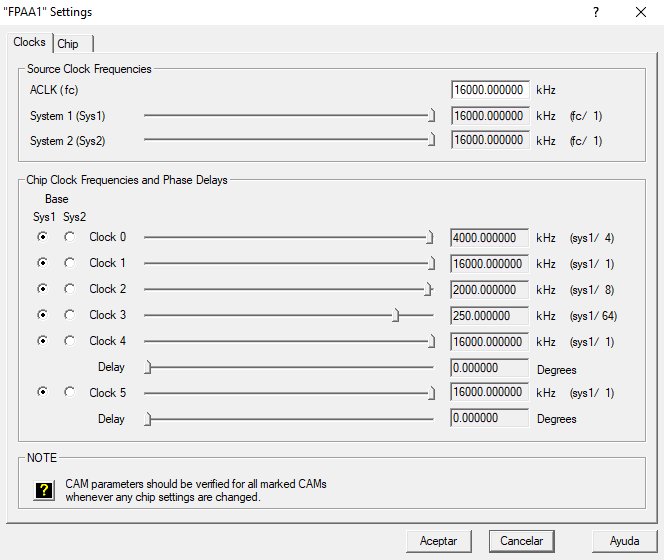 "FPAA1" Settings
Clocks Chip
Source Clock Frequencies
ACLK (fc) 16000.000000 kHz
System 1 (Sys1) 16000.000000 kHz (fc/ 1)
System 2 (Sys2) 16000.000000 kHz (fc/ 1)
Chip Clock Frequencies and Phase Delays
Base
Sys1 Sys2
Clock 0 4000.000000 kHz (sys1/ 4)
Clock 1 16000.000000 kHz (sys1/ 1)
Clock 2 2000.000000 kHz (sys1/ 8)
Clock 3 250.000000 kHz (sys1/ 64)
Clock 4 16000.000000 kHz (sys1/ 1)
Delay 0.000000 Degrees
Clock 5 16000.000000 kHz (sys1/ 1)
Delay 0.000000 Degrees
NOTE
CAM parameters should be verified for all marked CAMs
whenever any chip settings are changed.
Aceptar Cancelar Ayuda